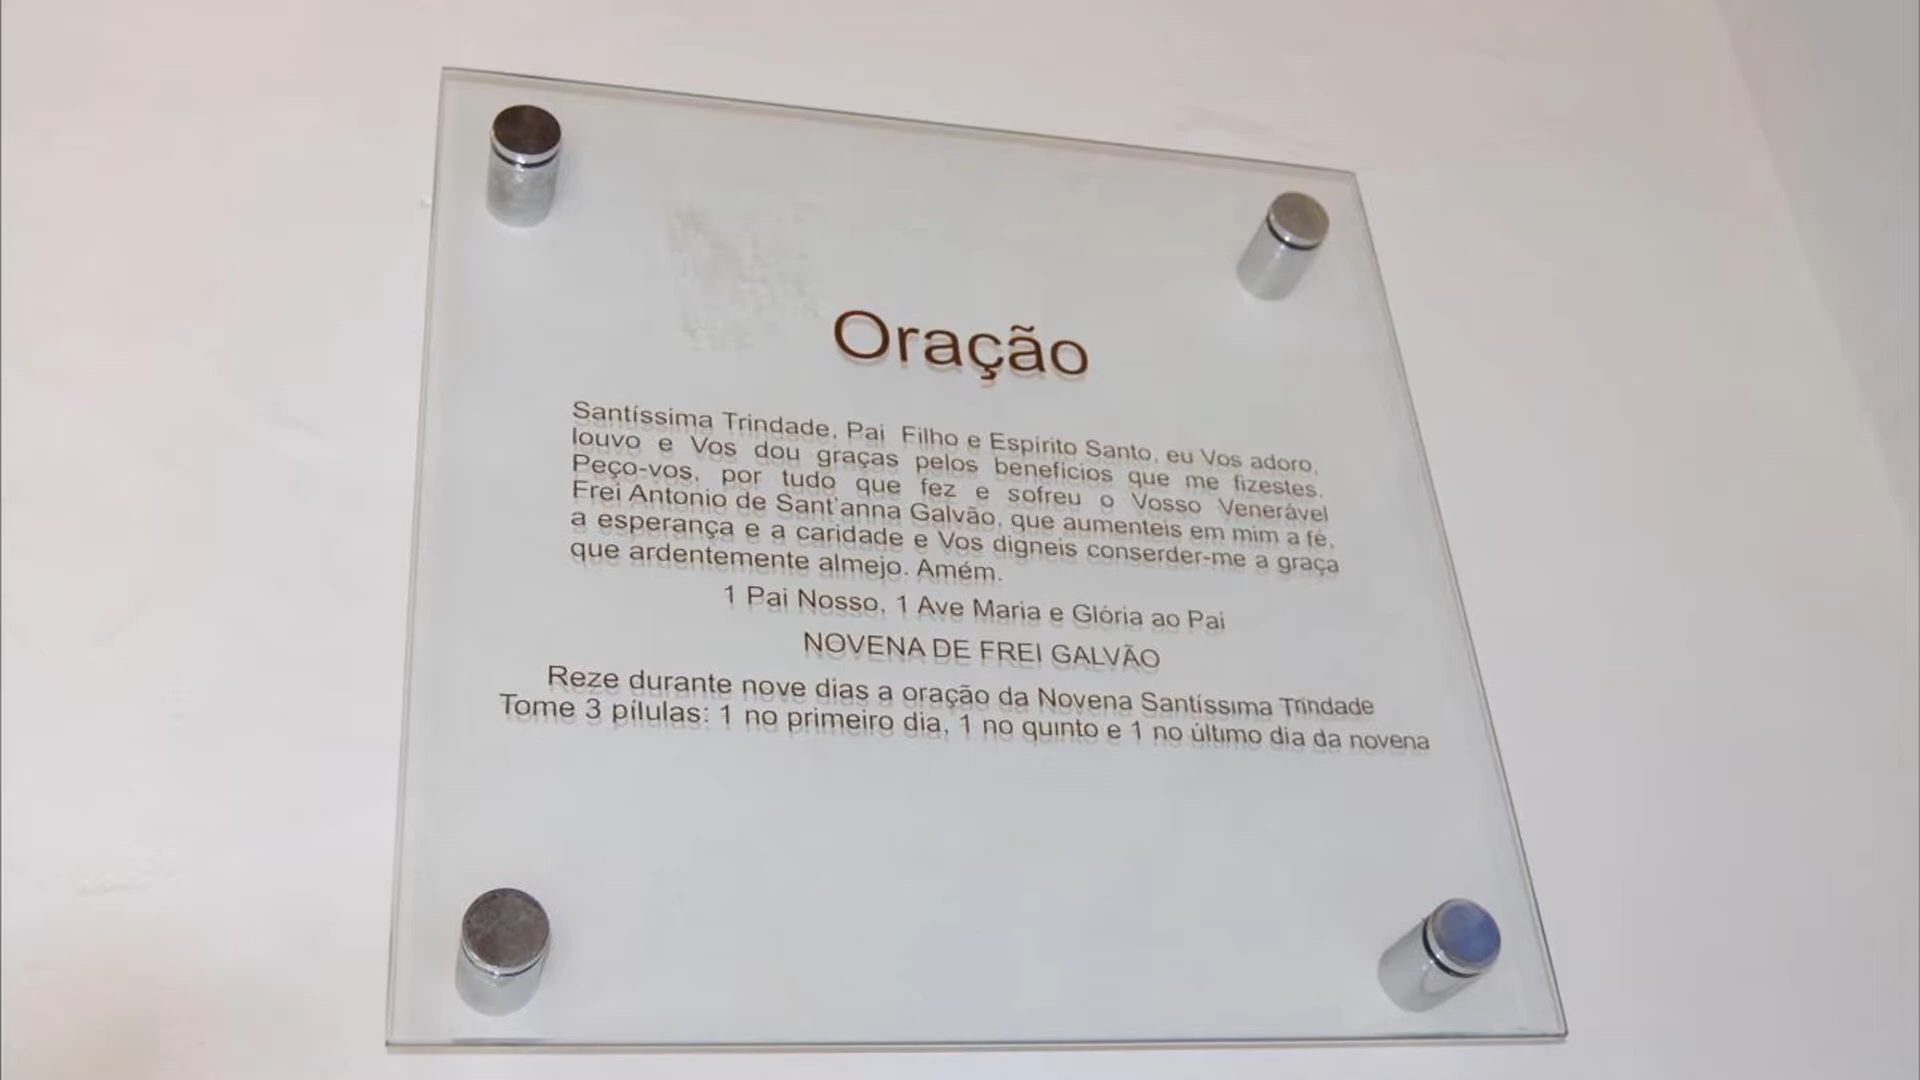 Oração
Santíssima Trindade, Pai Filho e Espírito Santo, eu Vos adoro,
louvo e Vos dou graças pelos benefícios que me fizestes.
Peço-vos, por tudo que fez e sofreu o Vosso Venerável
Frei Antonio de Sant'anna Galvão, que aumenteis em mim a fé,
a esperança e a caridade e Vos digneis conserder-me a graça
que ardentemente almejo. Amém.
1 Pai Nosso, 1 Ave Maria e Glória ao Pai
NOVENA DE FREI GALVÃO
Reze durante nove dias a oração da Novena Santíssima Trindade
Tome 3 pílulas: 1 no primeiro dia, 1 no quinto e 1 no último dia da novena